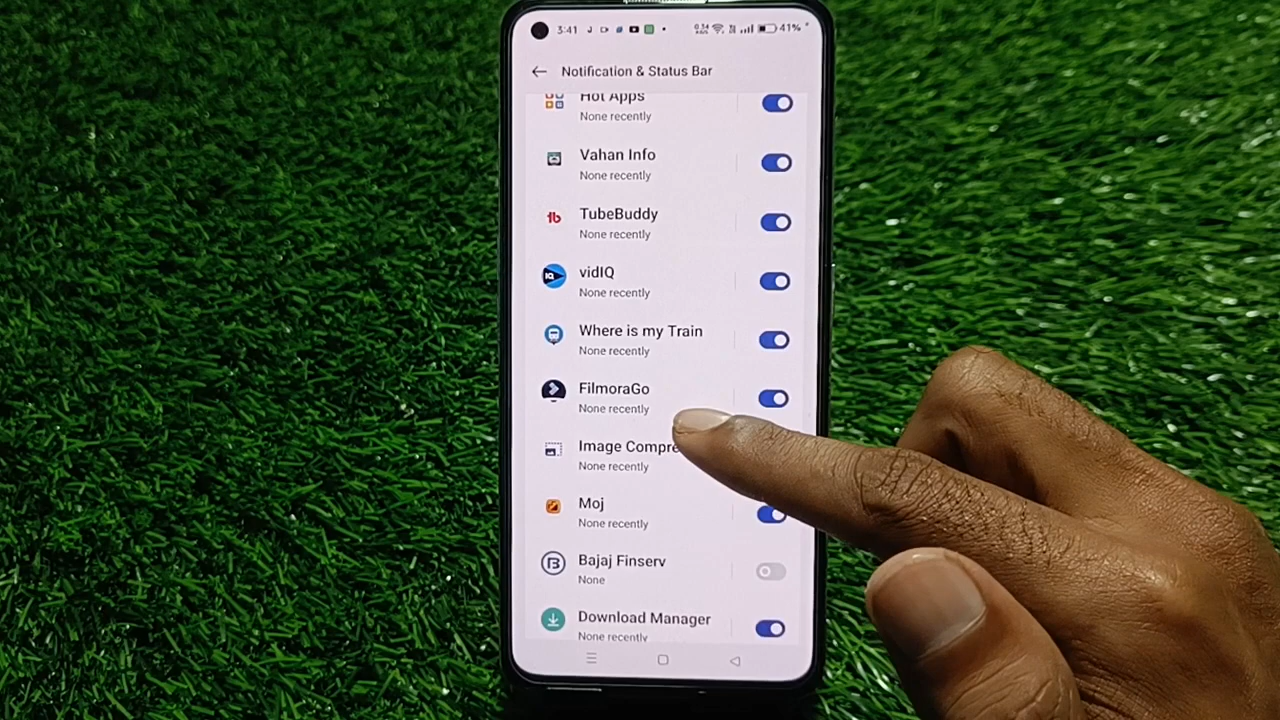 3:41
41%
Notification & Status Bar
Hot Apps
None recently
Vahan Info
None recently
tb
TubeBuddy
None recently
IQ
vidIQ
None recently
Where is my Train
None recently
FilmoraGo
None recently
Image Compre
None recently
Moj
None recently
B
Bajaj Finserv
None
Download Manager
None recently